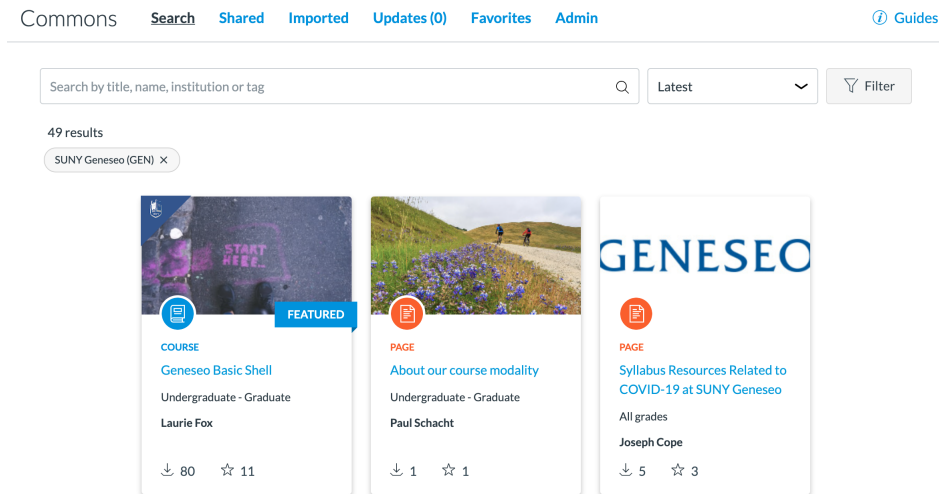 Commons Search Shared Imported Updates (0) Favorites Admin Guides
Search by title, name, institution or tag
Latest
Filter
49 results
SUNY Geneseo (GEN)
START
HERE..
FEATURED
COURSE
Geneseo Basic Shell
Undergraduate - Graduate
Laurie Fox
80 11
PAGE
About our course modality
Undergraduate - Graduate
Paul Schacht
1 1
GENESEO
PAGE
Syllabus Resources Related to
COVID-19 at SUNY Geneseo
All grades
Joseph Cope
5 3